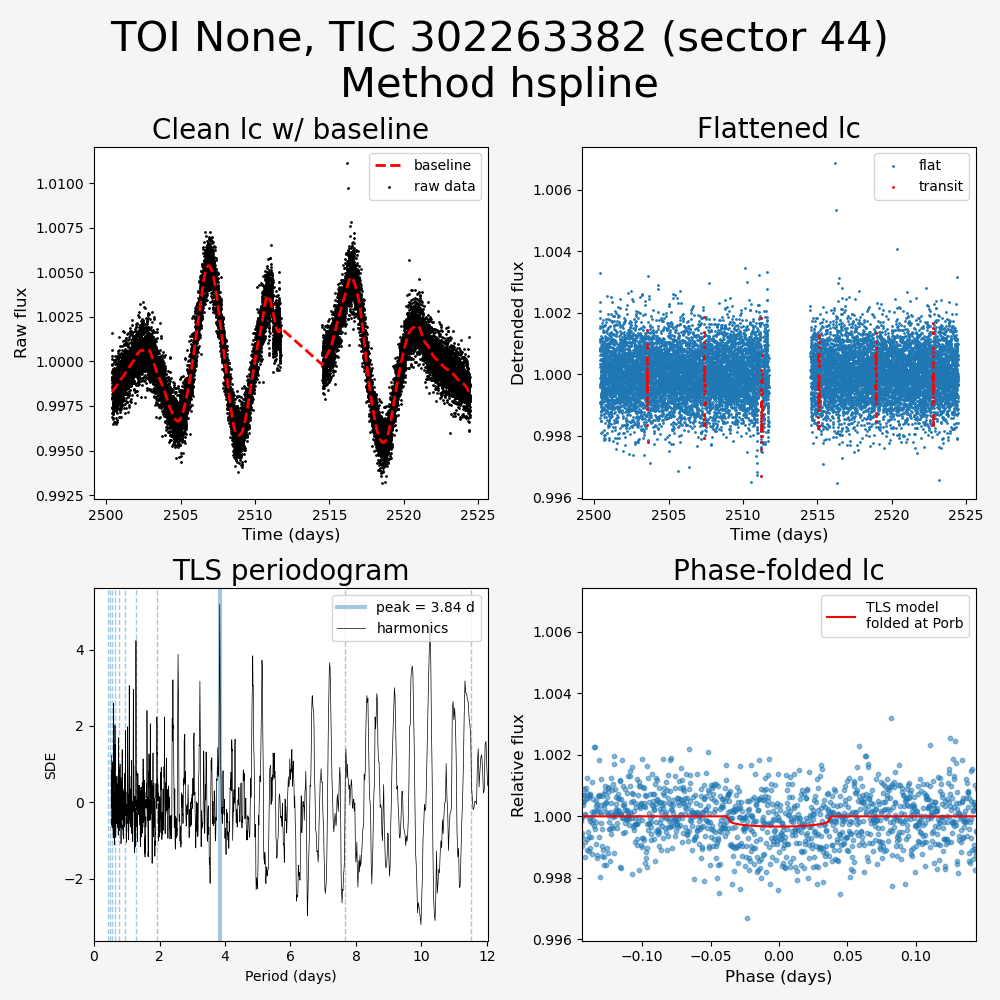 TOI None, TIC 302263382 (sector 44)
Method hspline
Clean lc w/ baseline
baseline
raw data
1.0100
1.0075
1.0050
1.0025
1.0000
0.9975
0.9950
0.9925
Raw flux
2500
2505
2510
2515
2520
2525
Time (days)
Flattened lc
flat
transit
1.006
1.004
1.002
1.000
0.998
0.996
Detrended flux
2500
2505
2510
2515
2520
2525
Time (days)
TLS periodogram
peak = 3.84 d
harmonics
4
2
0
−2
SDE
0
2
4
6
8
10
12
Period (days)
Phase-folded lc
TLS model
folded at Porb
1.006
1.004
1.002
1.000
0.998
0.996
Relative flux
−0.10
−0.05
0.00
0.05
0.10
Phase (days)